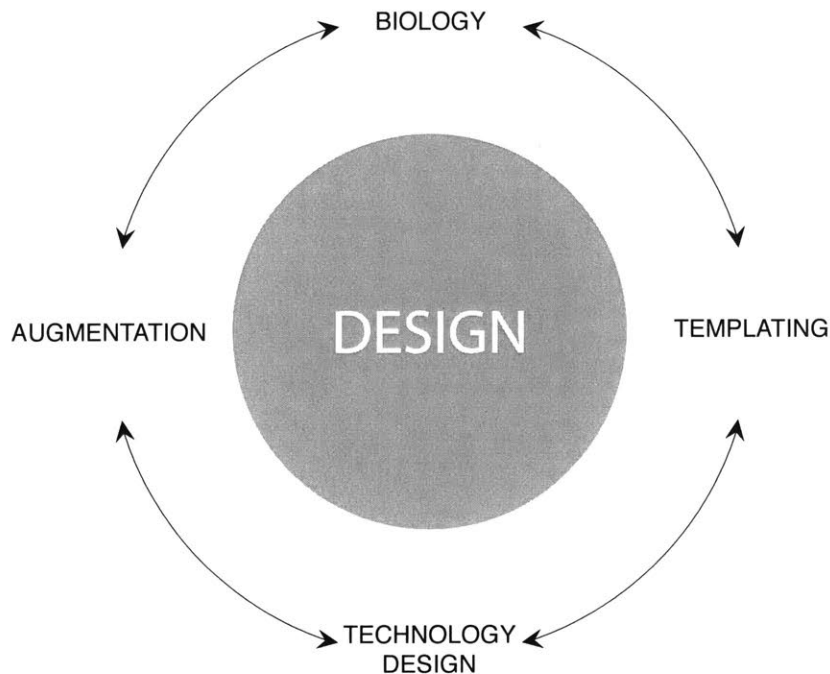 BIOLOGY
AUGMENTATION
DESIGN
TEMPLATING
TECHNOLOGY
DESIGN